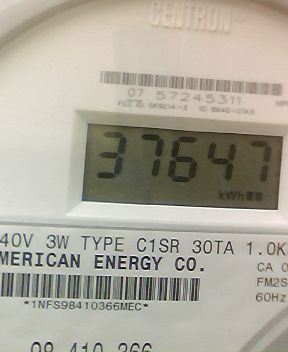 CENTRON
07 57245311
37647
kWh
40V 3W TYPE C1SR 30TA 1.0K
MERICAN ENERGY CO.
CA 0
FM2S
*1NFS98410366MEC*
60Hz
98 410 366